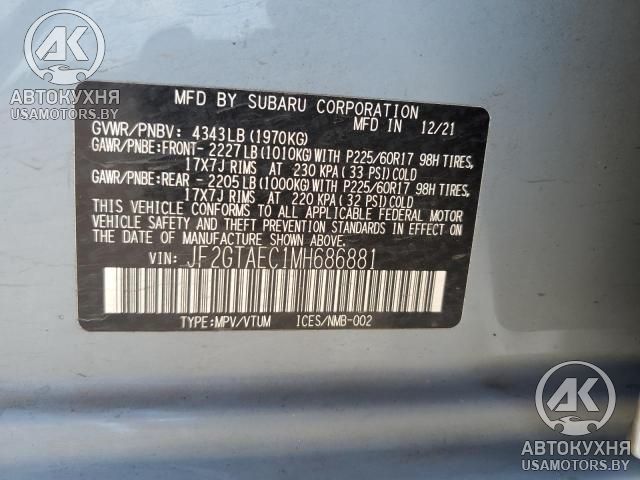 AK
АВТОКУХНЯ
USAMOTORS.BY
MFD BY SUBARU CORPORATION 12/21
GVWR/PNBV: 4343LB (1970KG)
GAWR/PNBE:FRONT- 2227LB (1010KG) WITH P225/60R17 98H TIRES,
17X7J RIMS AT 230 KPA ( 33 PSI) COLD
GAWR/PNBE:REAR - 2205LB (1000KG) WITH P225/60R17 98H TIRES,
17X7J RIMS AT 220 KPA ( 32 PSI) COLD
THIS VEHICLE CONFORMS TO ALL APPLICABLE FEDERAL MOTOR
VEHICLE SAFETY AND THEFT PREVENTION STANDARDS IN EFFECT
ON THE DATE OF MANUFACTURE SHOWN ABOVE.
VIN: JF2GTAEC1MH686881
TYPE:MPV/VTUM ICES/NMB-002
AK
АВТОКУХНЯ
USAMOTORS.BY